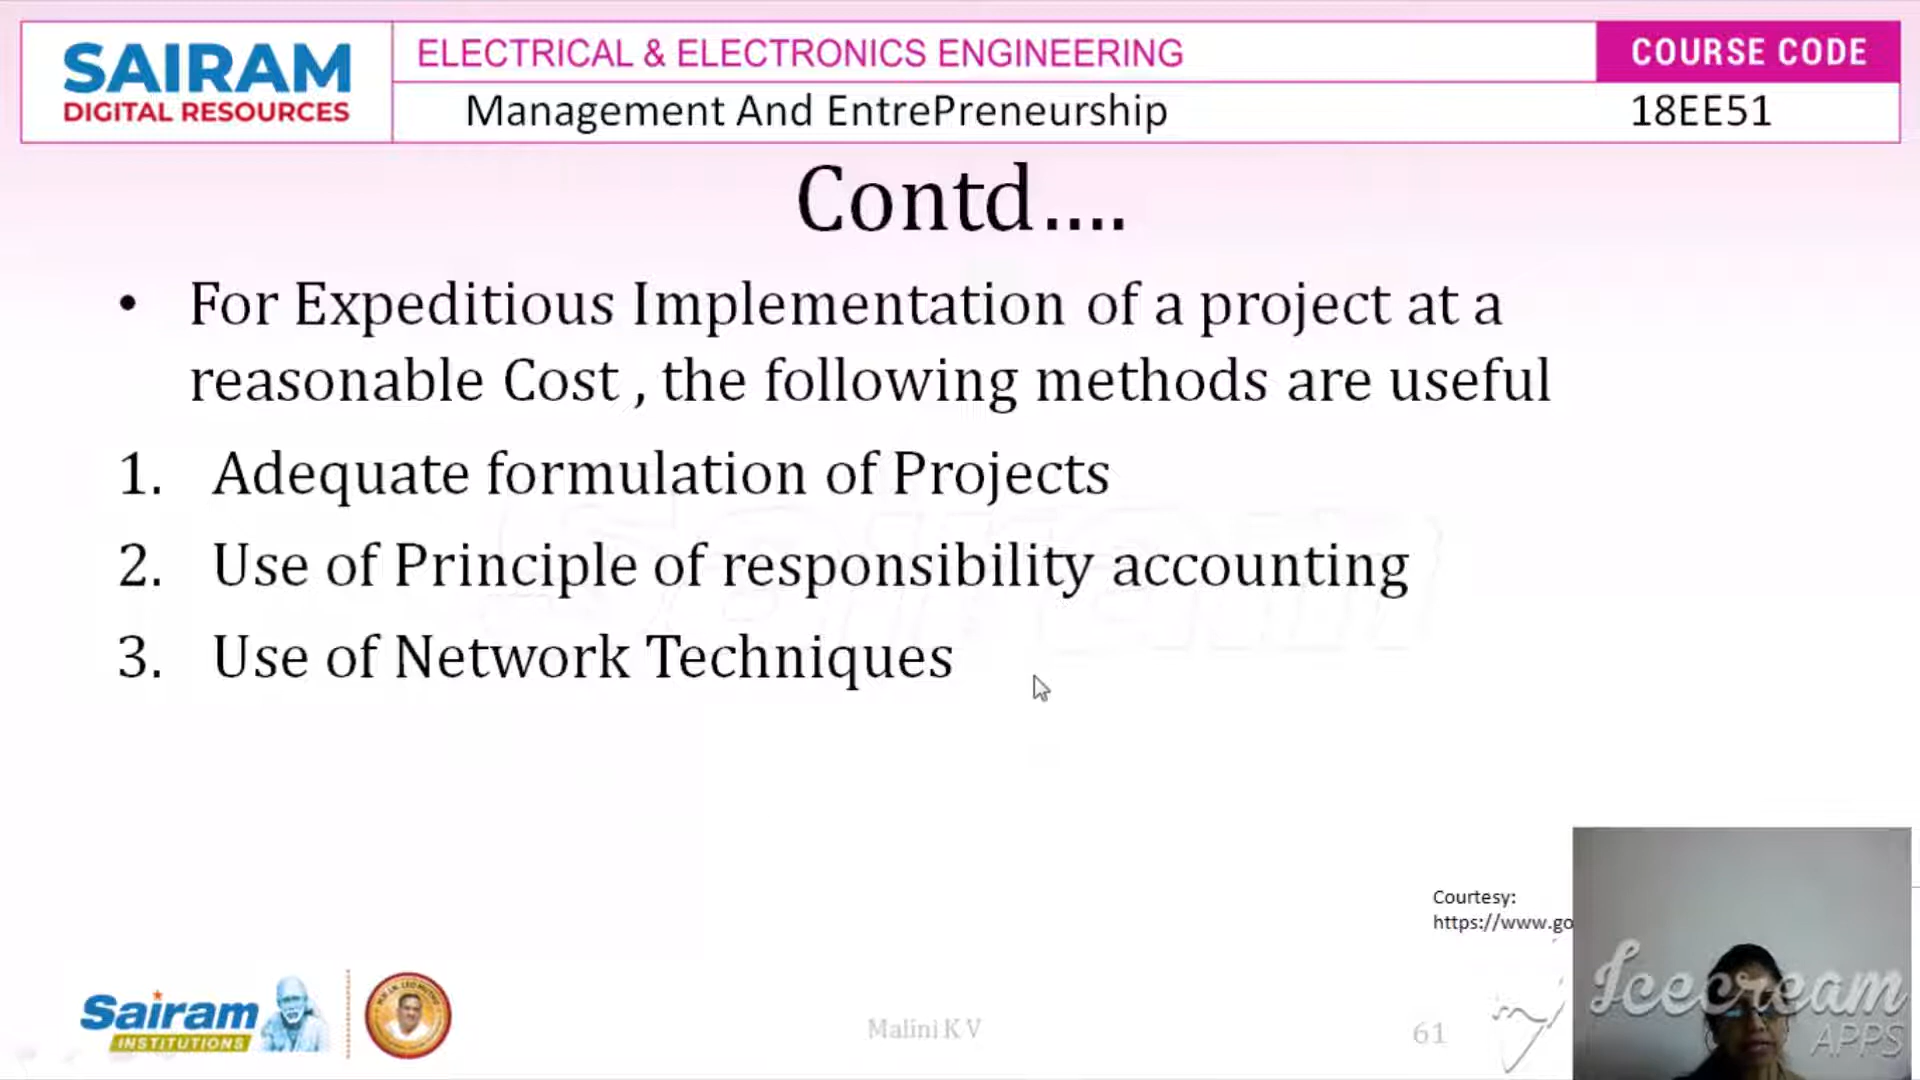 SAIRAM
DIGITAL RESOURCES
ELECTRICAL & ELECTRONICS ENGINEERING
COURSE CODE
Management And EntrePreneurship
18EE51
Contd....
• For Expeditious Implementation of a project at a
reasonable Cost , the following methods are useful
1. Adequate formulation of Projects
2. Use of Principle of responsibility accounting
3. Use of Network Techniques
Courtesy:
https://www.go
Sairam
INSTITUTIONS
Malini K V
61
Icecream
APPS